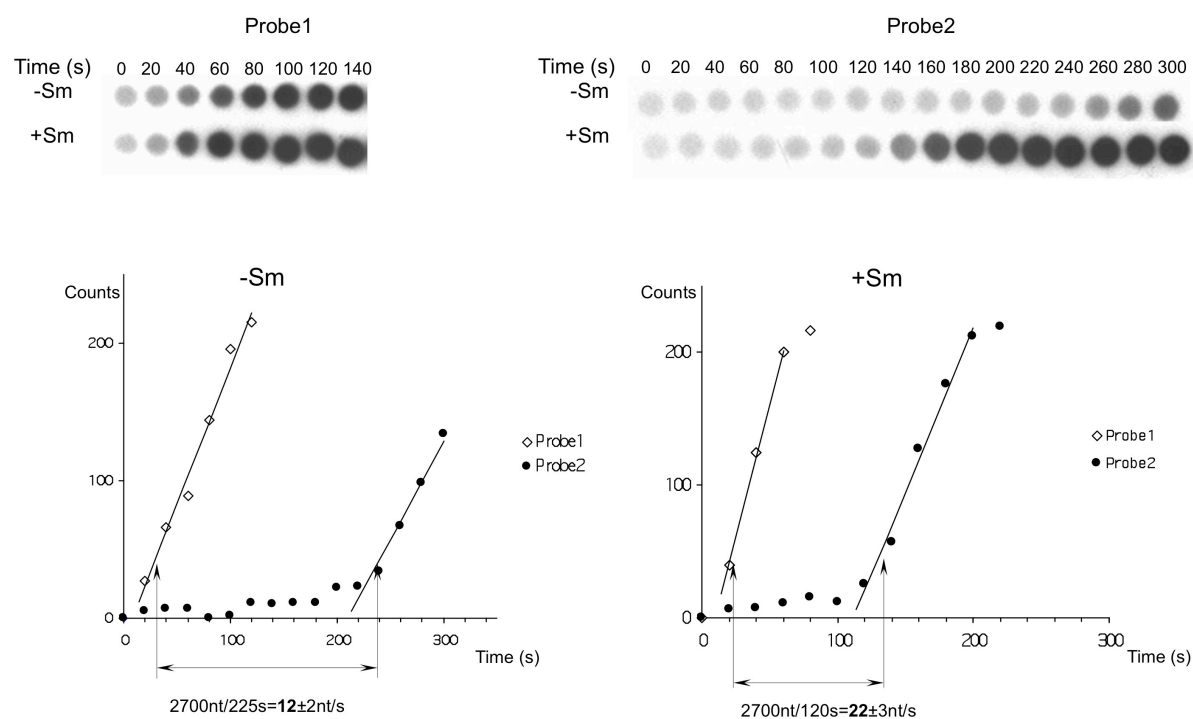 Probe1
Time (s) 0 20 40 60 80 100 120 140
-Sm
+Sm
Probe2
Time (s) 0 20 40 60 80 100 120 140 160 180 200 220 240 260 280 300
-Sm
+Sm
-Sm
Counts
200
100
0
0 100 200 300
Time (s)
Probe1
Probe2
2700nt/225s=12±2nt/s
+Sm
Counts
200
100
0
0 100 200 300
Time (s)
Probe1
Probe2
2700nt/120s=22±3nt/s